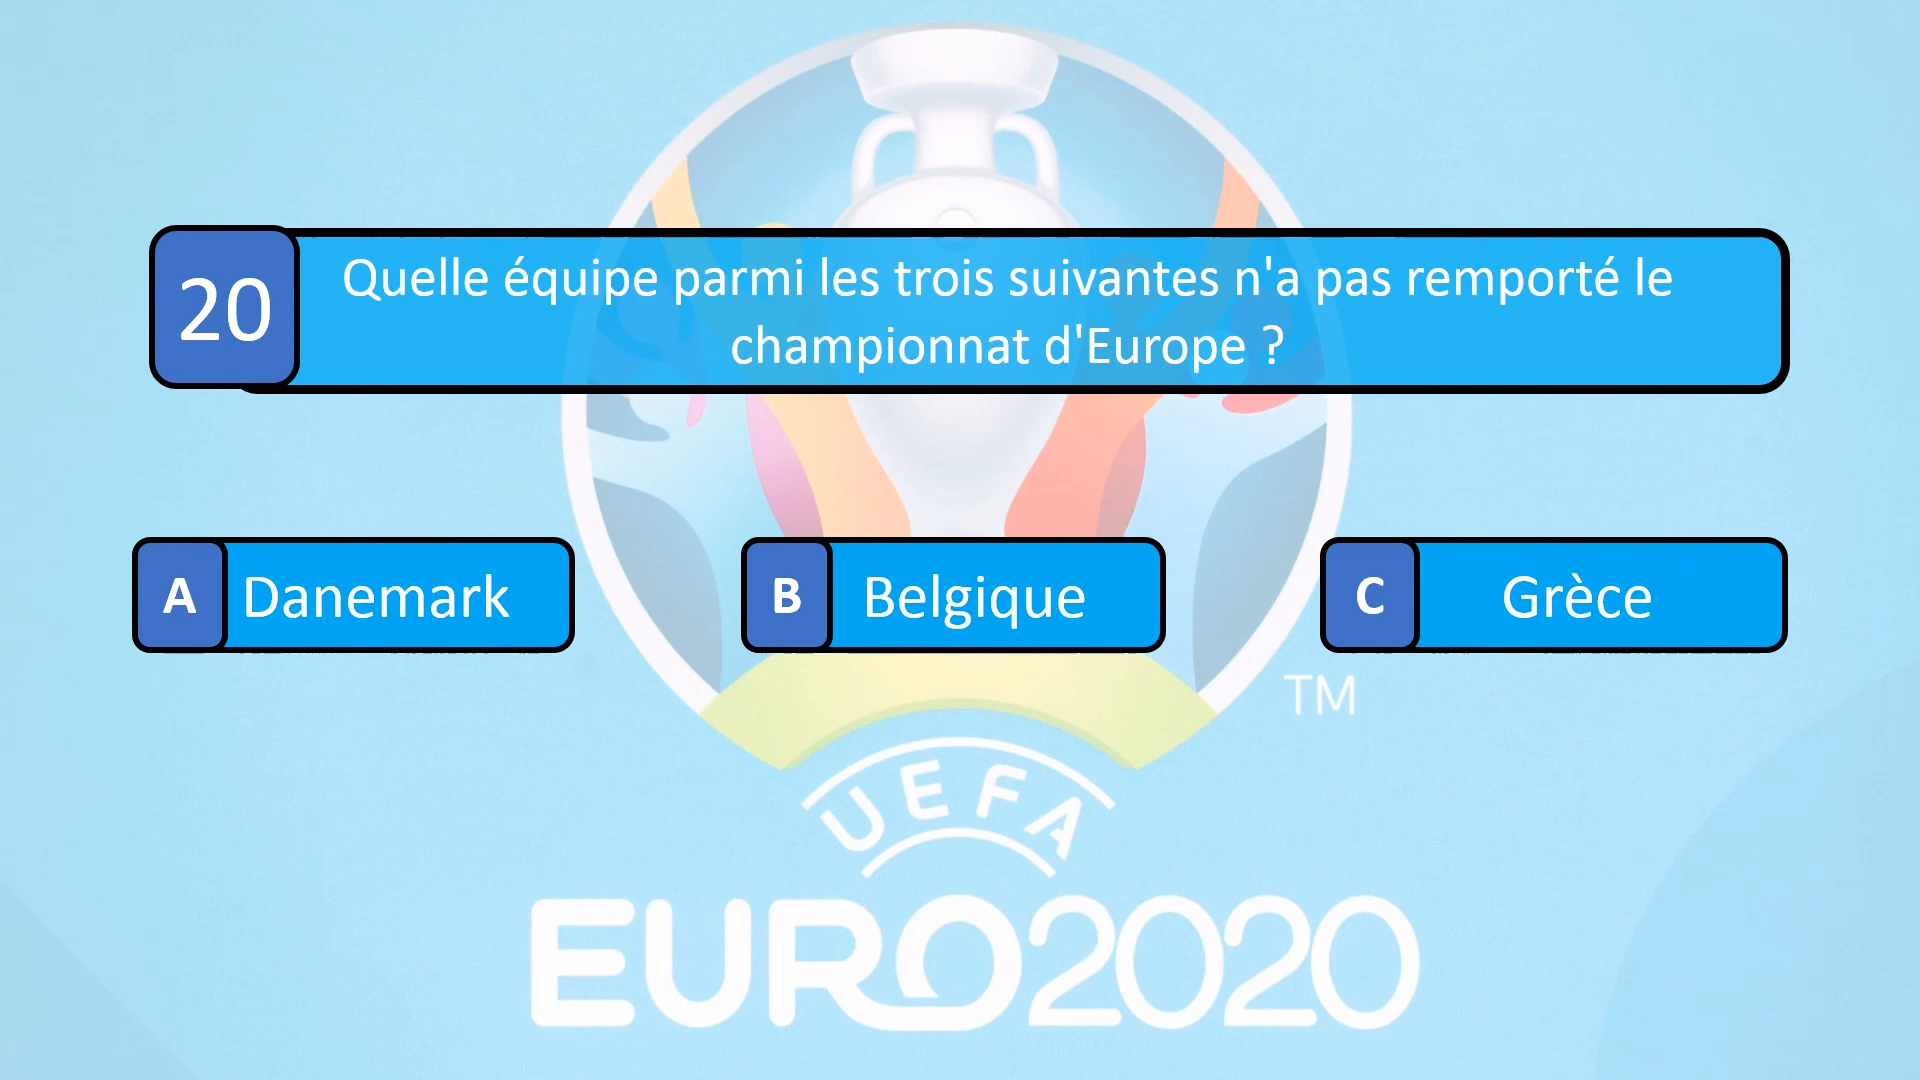 20
Quelle équipe parmi les trois suivantes n'a pas remporté le
championnat d'Europe ?
A Danemark
B Belgique
C Grèce
TM
UEFA
EURO2020